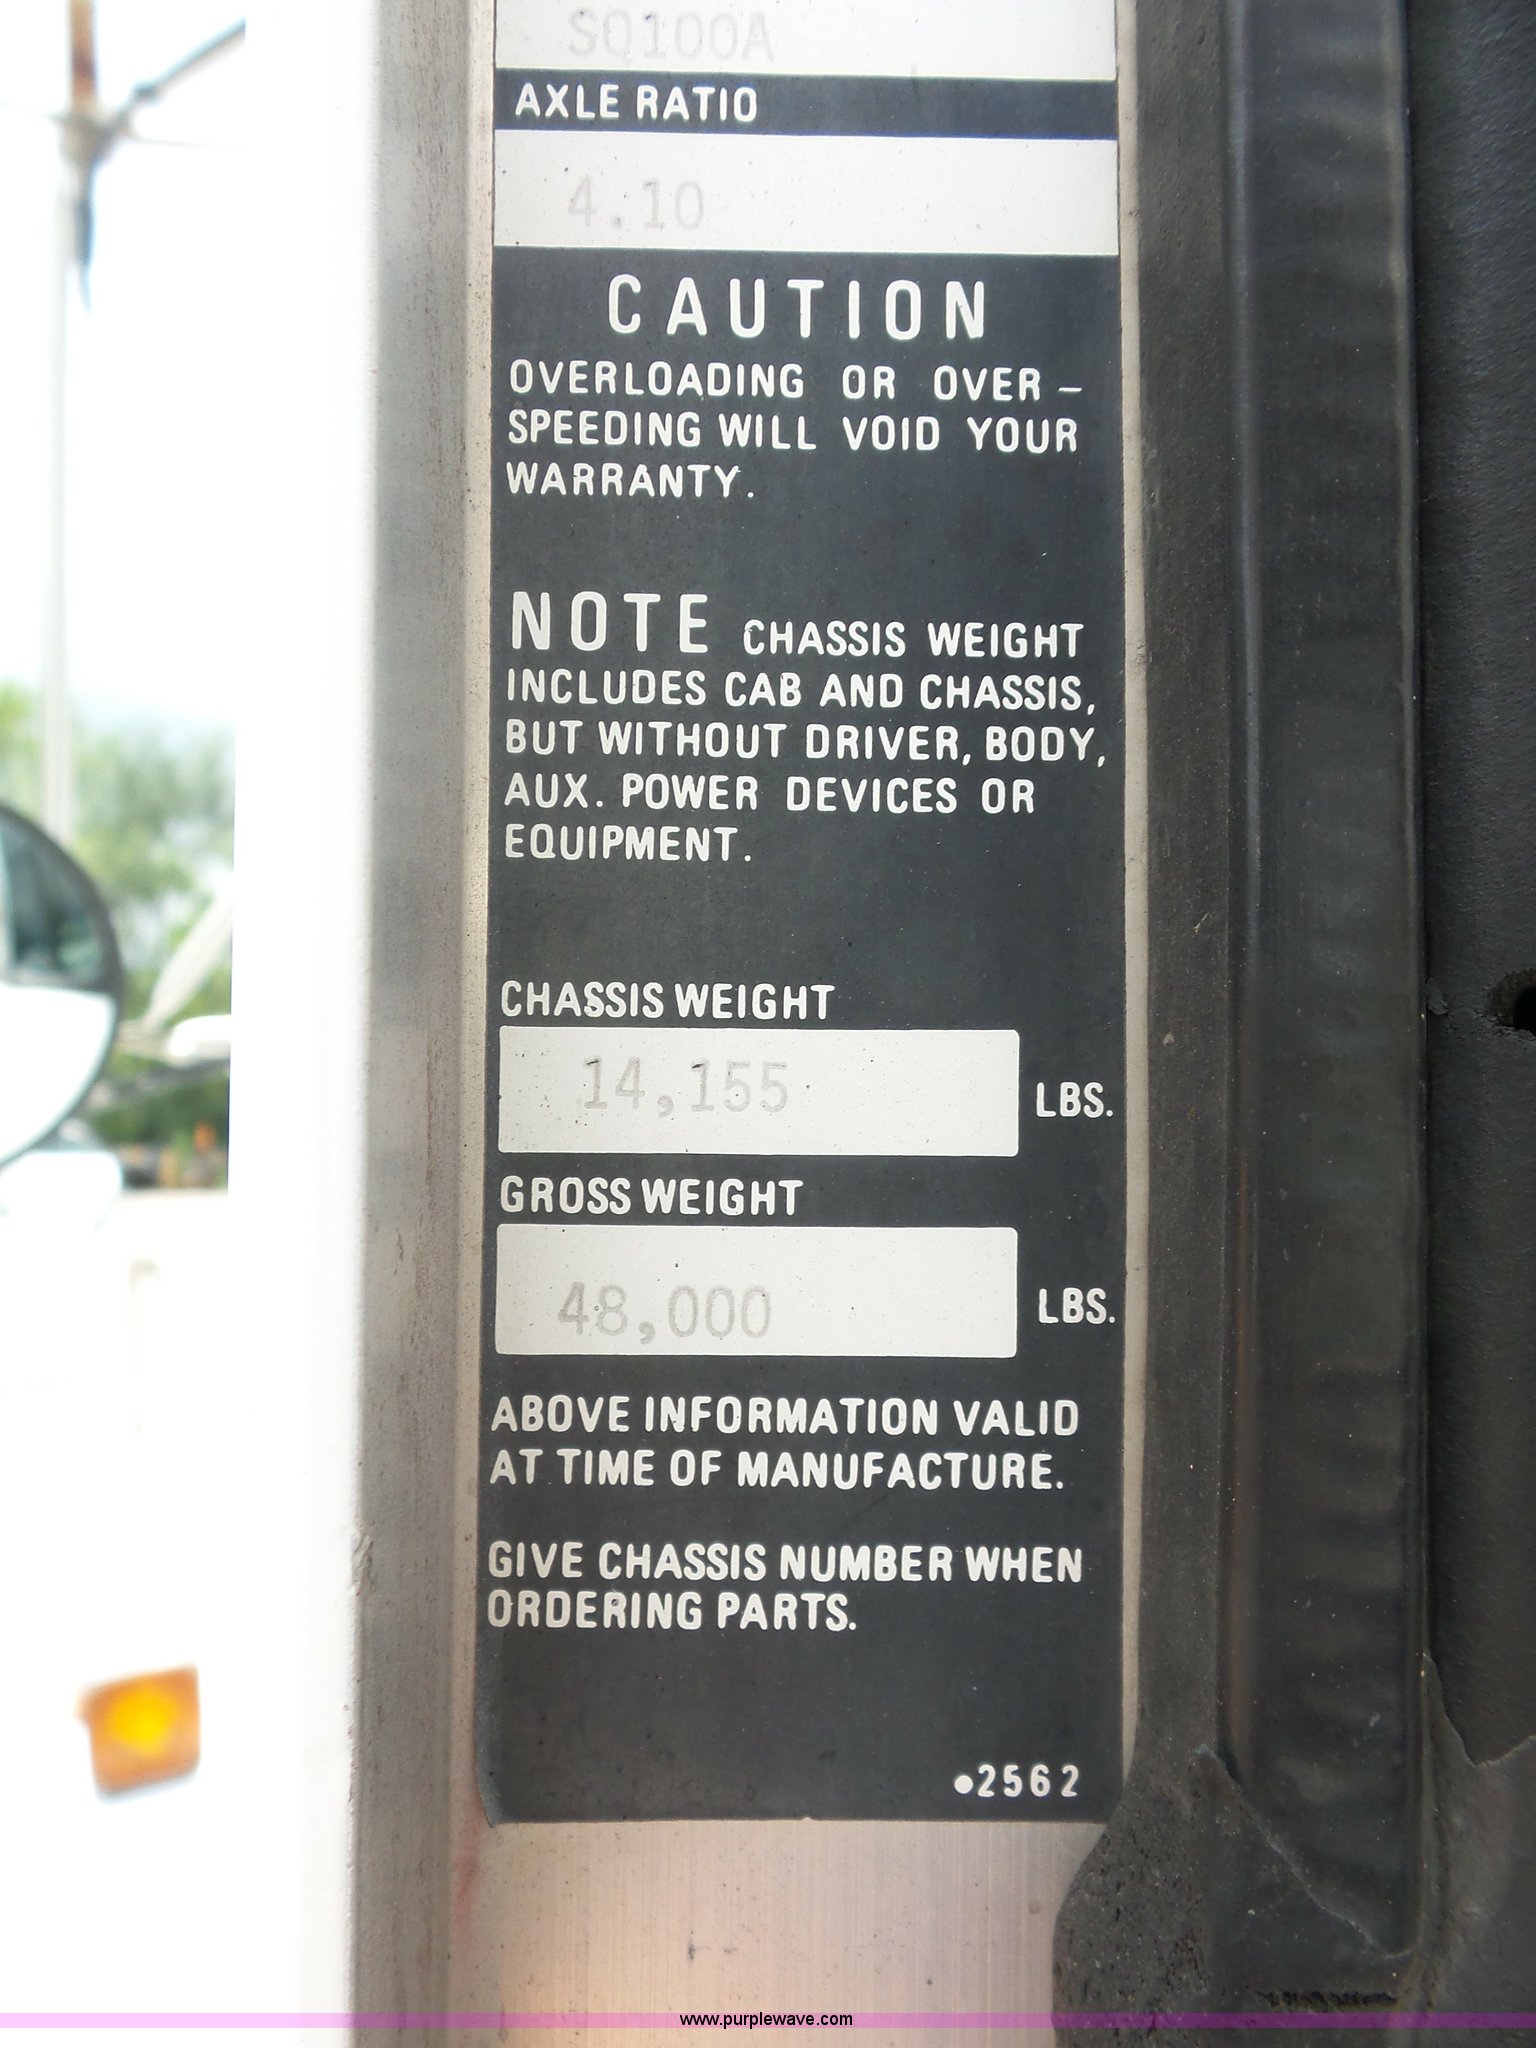 SQ100A
AXLE RATIO
4.10
CAUTION
OVERLOADING OR OVER-
SPEEDING WILL VOID YOUR
WARRANTY.
NOTE CHASSIS WEIGHT
INCLUDES CAB AND CHASSIS,
BUT WITHOUT DRIVER, BODY,
AUX. POWER DEVICES OR
EQUIPMENT.
CHASSIS WEIGHT
14,155 LBS.
GROSS WEIGHT
48,000 LBS.
ABOVE INFORMATION VALID
AT TIME OF MANUFACTURE.
GIVE CHASSIS NUMBER WHEN
ORDERING PARTS.
•2562
www.purplewave.com